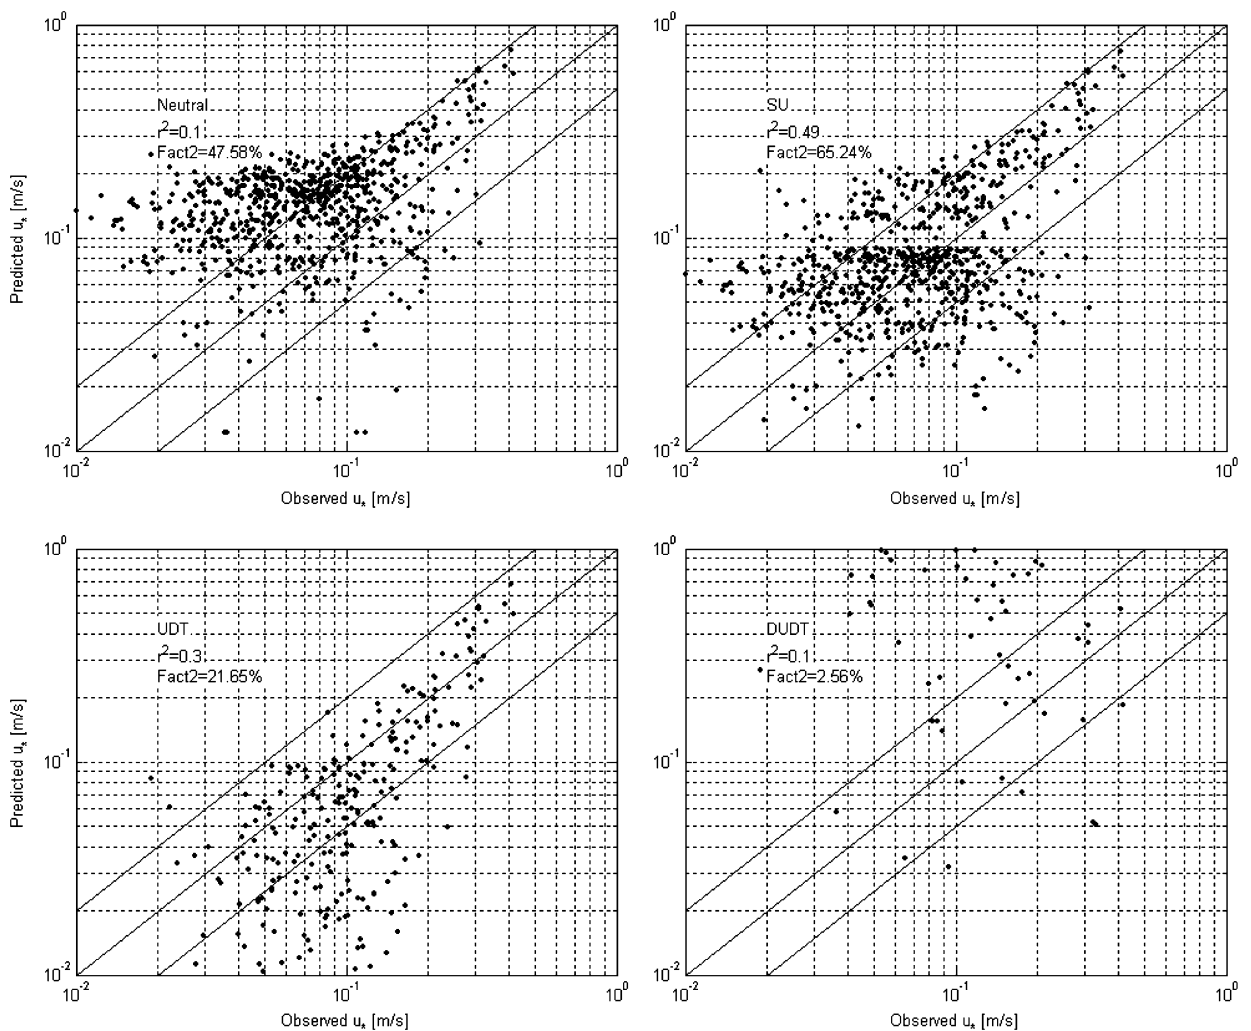 10^0
10^-1
10^-2
Predicted u* [m/s]
Neutral
r^2=0.1
Fact2=47.58%
10^-2
10^-1
10^0
Observed u* [m/s]
10^0
10^-1
10^-2
SU
r^2=0.49
Fact2=65.24%
10^-2
10^-1
10^0
Observed u* [m/s]
10^0
10^-1
10^-2
Predicted u* [m/s]
UDT
r^2=0.3
Fact2=21.65%
10^-2
10^-1
10^0
Observed u* [m/s]
10^0
10^-1
10^-2
DUDT
r^2=0.1
Fact2=2.56%
10^-2
10^-1
10^0
Observed u* [m/s]